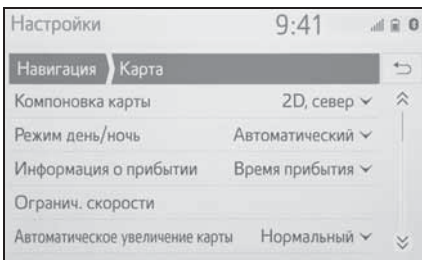 Настройки 9:41 0
Навигация Карта
Компоновка карты 2D, север
Режим день/ночь Автоматический
Информация о прибытии Время прибытия
Огранич. скорости
Автоматическое увеличение карты Нормальный